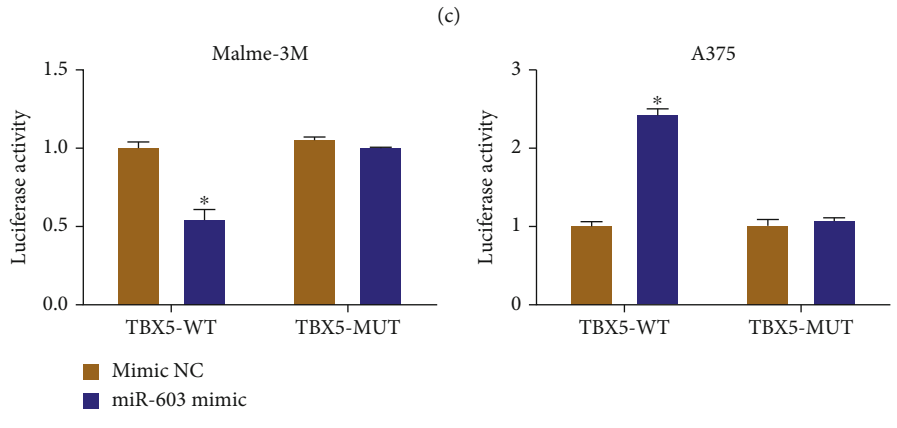 (c)
Malme-3M
Luciferase activity
1.5
1.0
0.5
0.0
*
TBX5-WT
TBX5-MUT
A375
Luciferase activity
3
2
1
0
*
TBX5-WT
TBX5-MUT
Mimic NC
miR-603 mimic